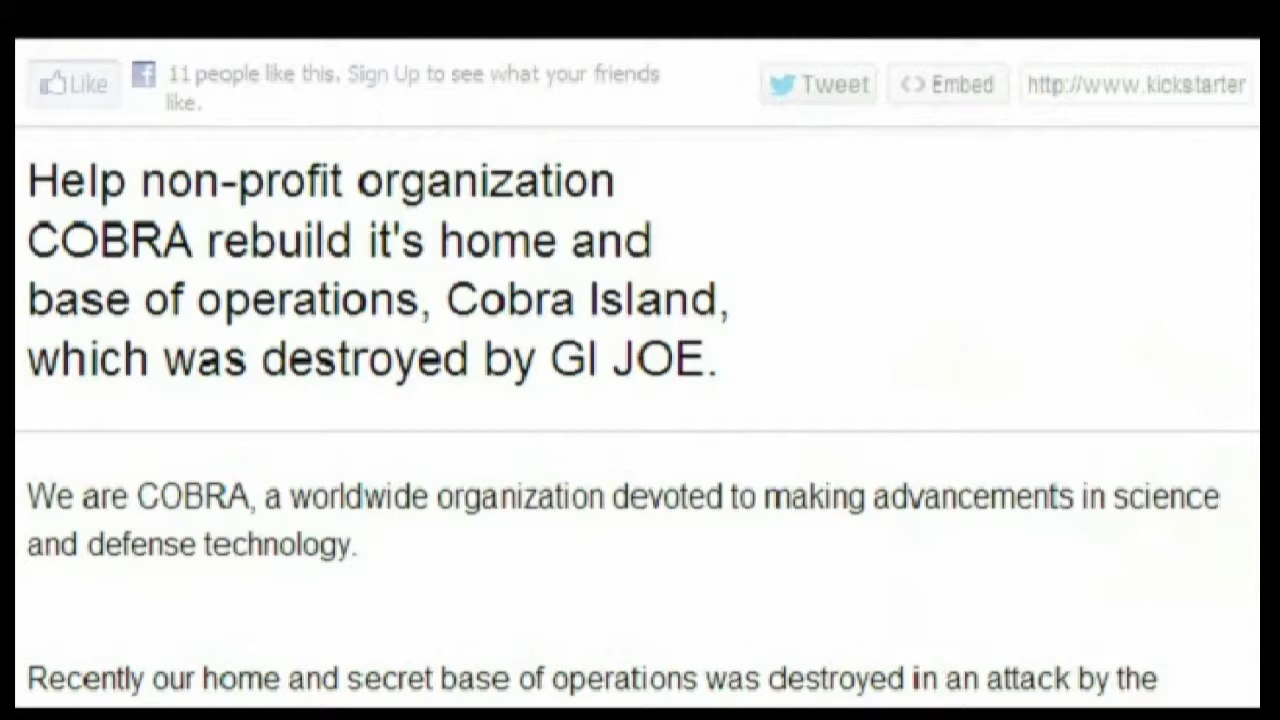 Like
11 people like this. Sign Up to see what your friends
like.
Tweet
<> Embed
http://www.kickstarter
Help non-profit organization
COBRA rebuild it's home and
base of operations, Cobra Island,
which was destroyed by GI JOE.
We are COBRA, a worldwide organization devoted to making advancements in science
and defense technology.
Recently our home and secret base of operations was destroyed in an attack by the